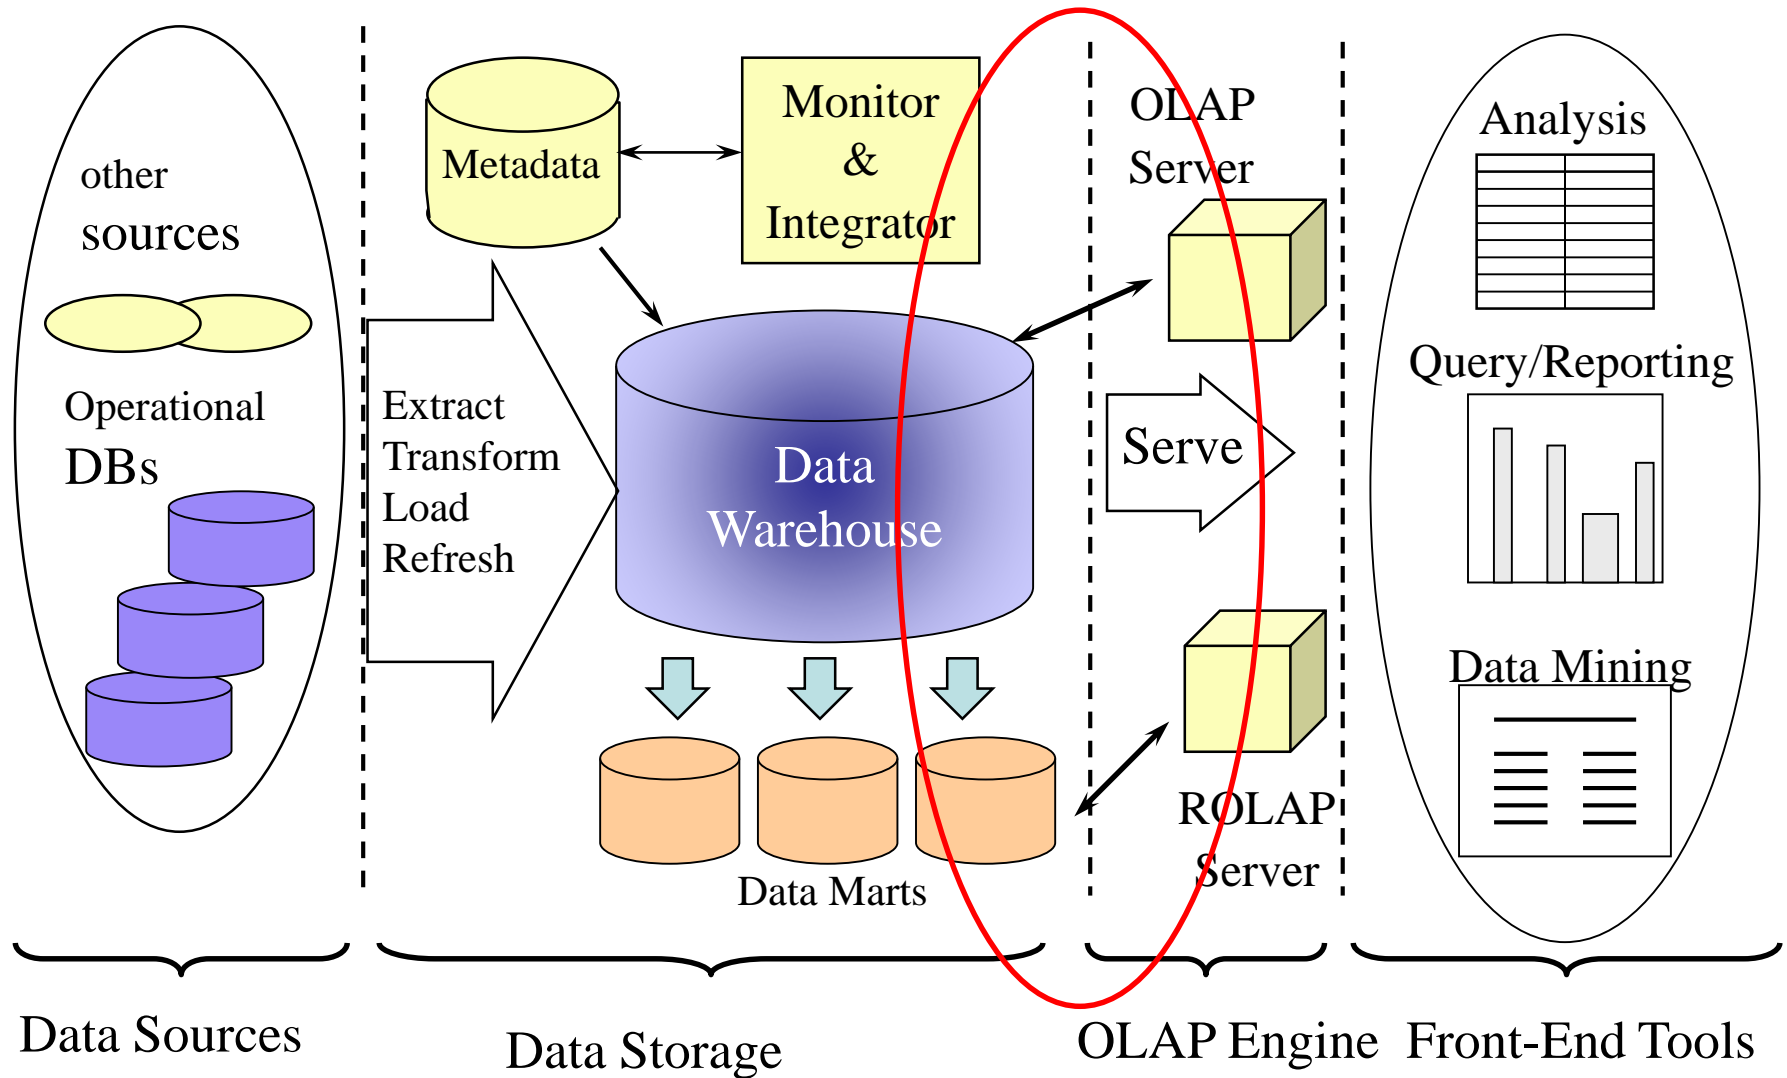 other
sources
Operational
DBs
Extract
Transform
Load
Refresh
Metadata
Monitor
&
Integrator
Data
Warehouse
Data Marts
OLAP
Server
Serve
ROLAP
Server
Analysis
Query/Reporting
Data Mining
Data Sources
Data Storage
OLAP Engine
Front-End Tools